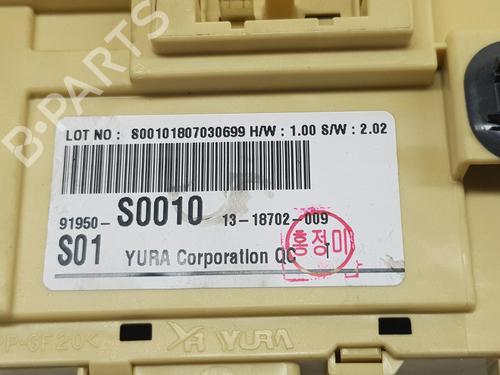 LOT NO : S00101807030699 H/W : 1.00 S/W : 2.02
91950- S0010 13-18702-009
S01 YURA Corporation QC 1
홍정미
YURA
B-PARTS